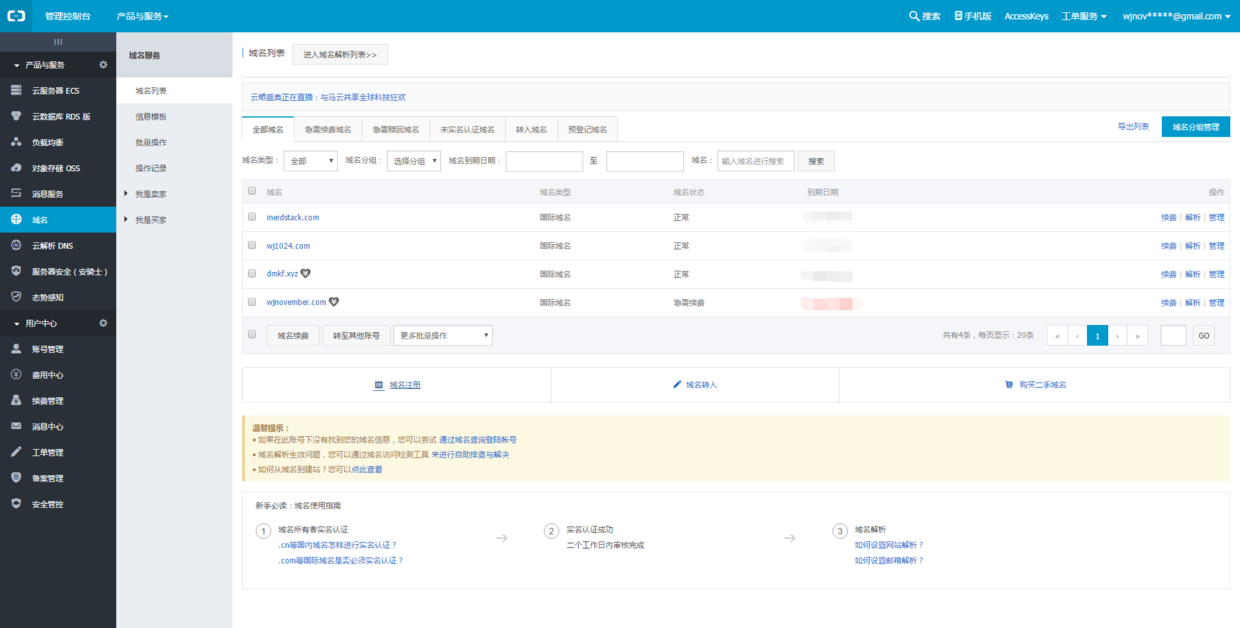 管理控制台 产品与服务 搜索 手机版 AccessKeys 工单服务 wjnov*****@gmail.com
产品与服务
云服务器 ECS
云数据库 RDS 版
负载均衡
对象存储 OSS
消息服务
域名
云解析 DNS
服务器安全 ( 安骑士 )
态势感知
用户中心
账号管理
费用中心
续费管理
消息中心
工单管理
备案管理
安全管控
域名服务
域名列表
信息模板
批量操作
操作记录
我是卖家
我是买家
域名列表 进入域名解析列表>>
云栖盛典正在直播：与马云共享全球科技狂欢
全部域名 急需续费域名 急需赎回域名 未实名认证域名 转入域名 预登记域名 导出列表 域名分组管理
域名类型： 全部 域名分组： 选择分组 域名到期日期： 至 域名： 输入域名进行搜索 搜索
域名 域名类型 域名状态 到期日期 操作
inerdstack.com 国际域名 正常 续费 | 解析 | 管理
wj1024.com 国际域名 正常 续费 | 解析 | 管理
dmkf.xyz 国际域名 正常 续费 | 解析 | 管理
wjnovember.com 国际域名 急需续费 续费 | 解析 | 管理
域名续费 转至其他账号 更多批量操作 共有4条，每页显示：20条 « ‹ 1 › » GO
域名注册 域名转入 购买二手域名
温馨提示：
• 如果在此账号下没有找到您的域名信息，您可以尝试 通过域名查询登陆帐号
• 域名解析生效问题，您可以通过域名访问检测工具 来进行自助排查与解决
• 如何从域名到建站？您可以点此查看
新手必读：域名使用指南
1 域名所有者实名认证
.cn等国内域名怎样进行实名认证？
.com等国际域名是否必须实名认证？
2 实名认证成功
二个工作日内审核完成
3 域名解析
如何设置网站解析？
如何设置邮箱解析？